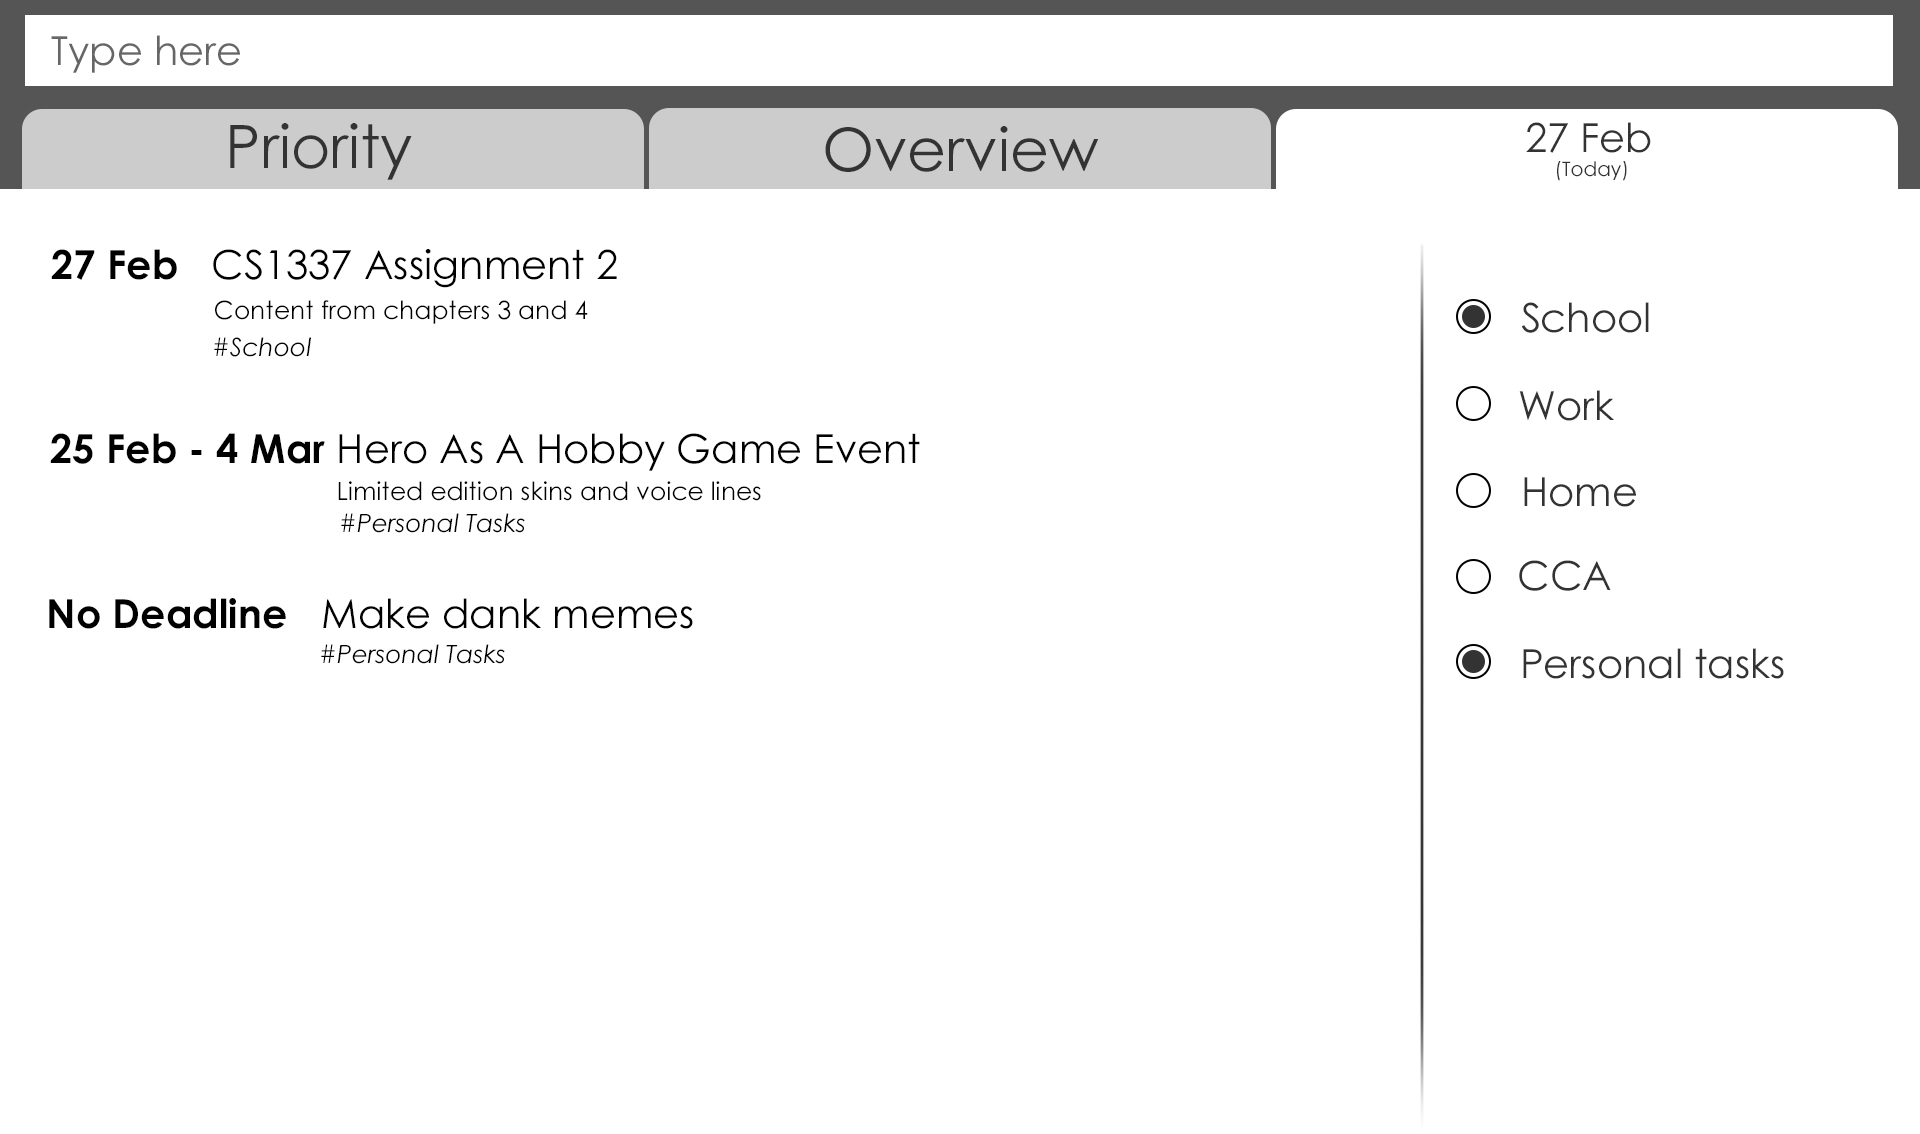 Type here
Priority
Overview
27 Feb
(Today)
27 Feb CS1337 Assignment 2
Content from chapters 3 and 4
#School
25 Feb - 4 Mar Hero As A Hobby Game Event
Limited edition skins and voice lines
#Personal Tasks
No Deadline Make dank memes
#Personal Tasks
School
Work
Home
CCA
Personal tasks